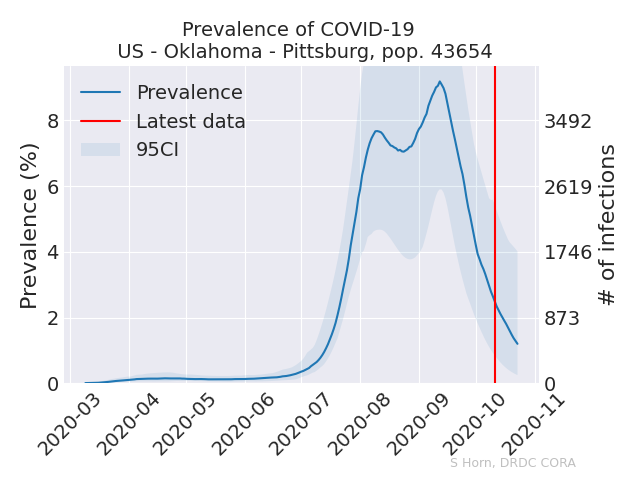 Prevalence of COVID-19
US - Oklahoma - Pittsburg, pop. 43654
Prevalence
Latest data
95CI
Prevalence (%)
8
6
4
2
0
3492
2619
1746
873
0
# of infections
2020-03
2020-04
2020-05
2020-06
2020-07
2020-08
2020-09
2020-10
2020-11
S Horn, DRDC CORA